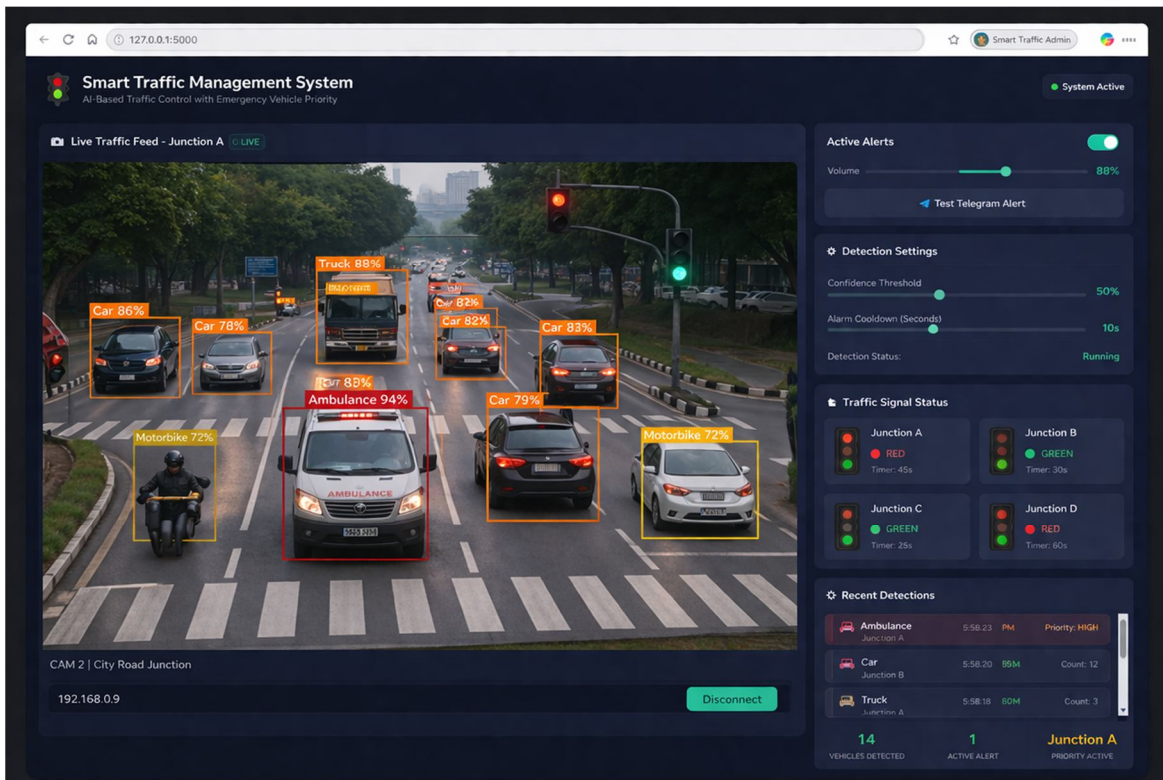 127.0.0.1:5000
Smart Traffic Admin
Smart Traffic Management System
AI-Based Traffic Control with Emergency Vehicle Priority
System Active
Live Traffic Feed - Junction A
LIVE
Truck 88%
Car 86%
Car 78%
Car 82%
Car 82%
Car 83%
Ambulance 94%
Car 79%
Motorbike 72%
Motorbike 72%
AMBULANCE
CAM 2 | City Road Junction
192.168.0.9
Disconnect
Active Alerts
Volume
88%
Test Telegram Alert
Detection Settings
Confidence Threshold
50%
Alarm Cooldown (Seconds)
10s
Detection Status:
Running
Traffic Signal Status
Junction A
RED
Timer: 45s
Junction B
GREEN
Timer: 30s
Junction C
GREEN
Timer: 25s
Junction D
RED
Timer: 60s
Recent Detections
Ambulance
5:58.23 PM
Priority: HIGH
Junction A
Car
5:58.20
Count: 12
Junction B
Truck
5:58:18
Count: 3
Junction A
14
VEHICLES DETECTED
1
ACTIVE ALERT
Junction A
PRIORITY ACTIVE